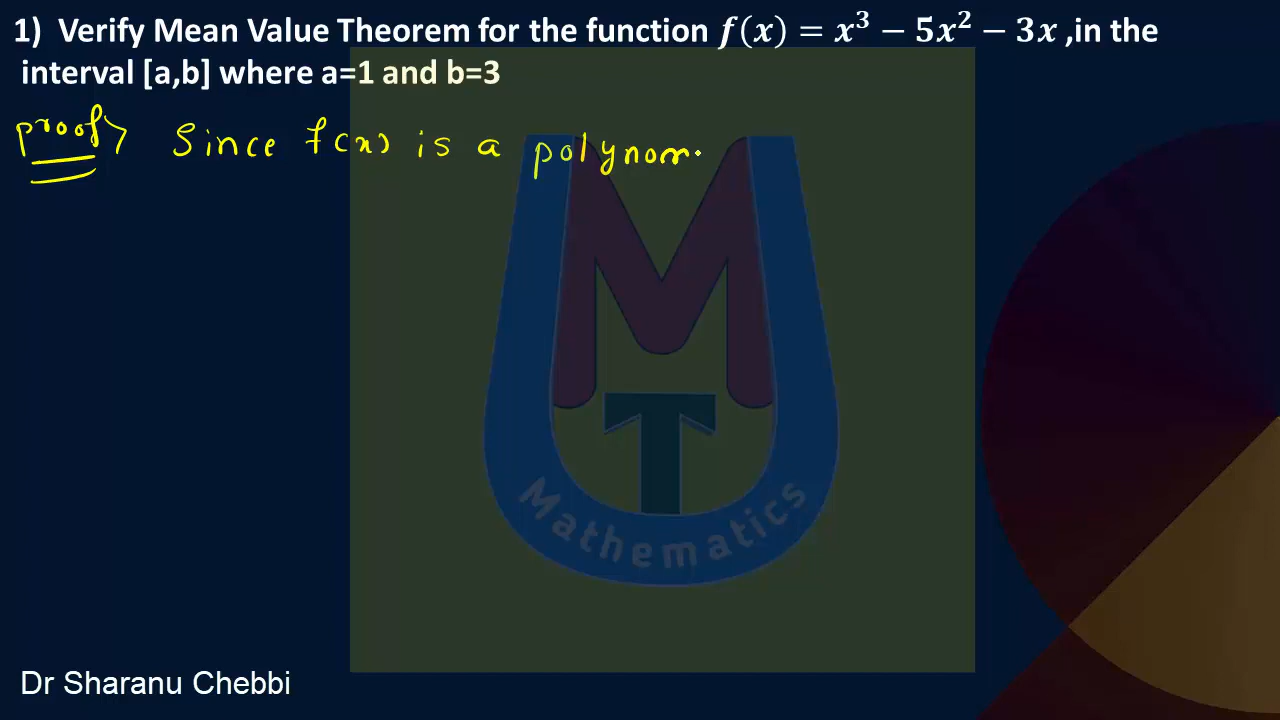 1) Verify Mean Value Theorem for the function f(x) = x³ − 5x² − 3x ,in the
interval [a,b] where a=1 and b=3
proof> Since f(x) is a polynom
UMT
Mathematics
Dr Sharanu Chebbi